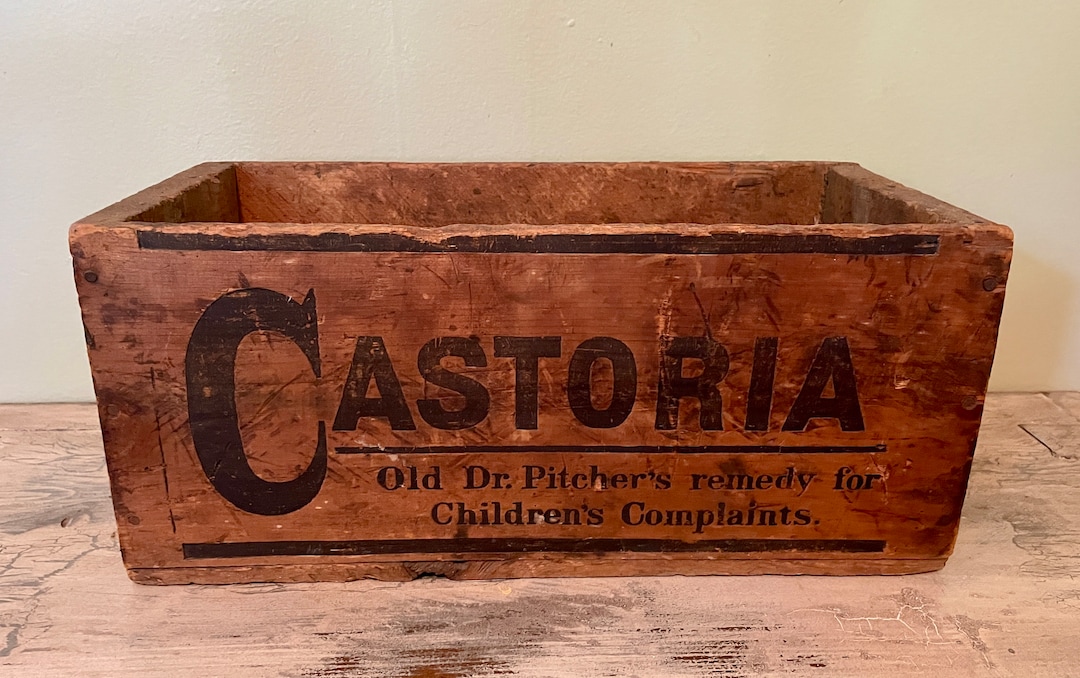 CASTORIA
Old Dr. Pitcher's remedy for
Children's Complaints.